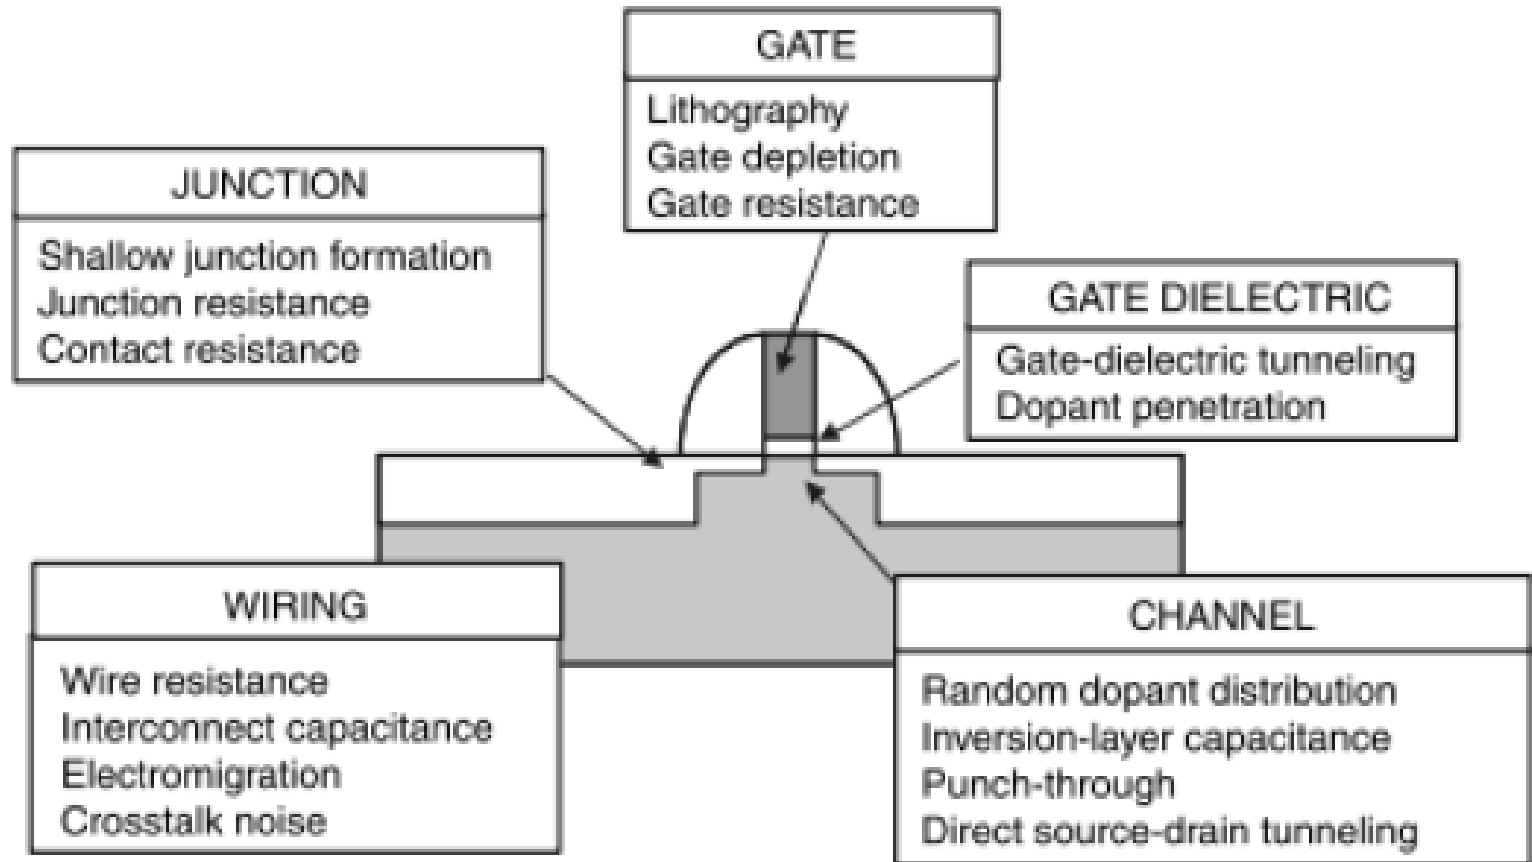 GATE
Lithography
Gate depletion
Gate resistance
JUNCTION
Shallow junction formation
Junction resistance
Contact resistance
GATE DIELECTRIC
Gate-dielectric tunneling
Dopant penetration
WIRING
Wire resistance
Interconnect capacitance
Electromigration
Crosstalk noise
CHANNEL
Random dopant distribution
Inversion-layer capacitance
Punch-through
Direct source-drain tunneling